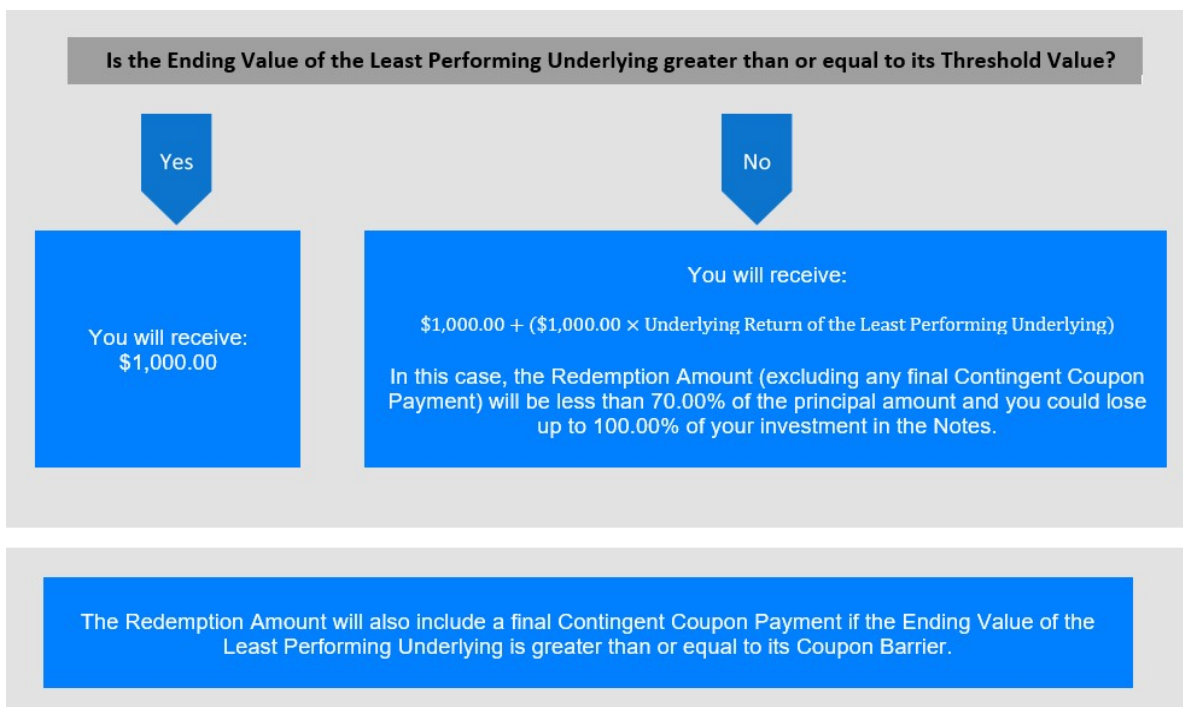 Is the Ending Value of the Least Performing Underlying greater than or equal to its Threshold Value?
Yes
No
You will receive:
$1,000.00
You will receive:
$1,000.00 + ($1,000.00 × Underlying Return of the Least Performing Underlying)
In this case, the Redemption Amount (excluding any final Contingent Coupon
Payment) will be less than 70.00% of the principal amount and you could lose
up to 100.00% of your investment in the Notes.
The Redemption Amount will also include a final Contingent Coupon Payment if the Ending Value of the
Least Performing Underlying is greater than or equal to its Coupon Barrier.